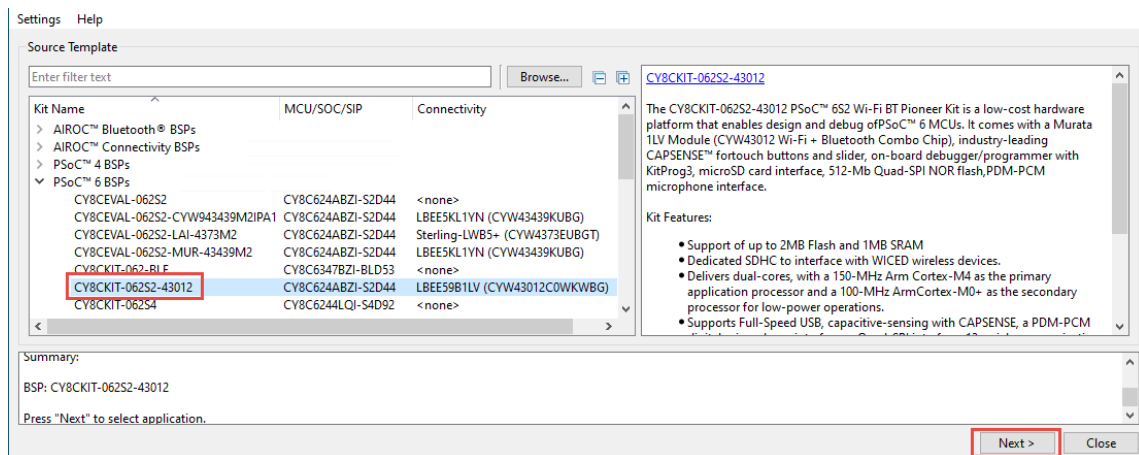 Settings Help
Source Template
Enter filter text
Browse...
Kit Name MCU/SOC/SIP Connectivity
AIROC™ Bluetooth® BSPs
AIROC™ Connectivity BSPs
PSoC™ 4 BSPs
PSoC™ 6 BSPs
CY8CEVAL-062S2 CY8C624ABZI-S2D44 <none>
CY8CEVAL-062S2-CYW943439M2IPA1 CY8C624ABZI-S2D44 LBEE5KL1YN (CYW43439KUBG)
CY8CEVAL-062S2-LAI-4373M2 CY8C624ABZI-S2D44 Sterling-LWB5+ (CYW4373EUBGT)
CY8CEVAL-062S2-MUR-43439M2 CY8C624ABZI-S2D44 LBEE5KL1YN (CYW43439KUBG)
CY8CKIT-062-BLE CY8C6347BZI-BLD53 <none>
CY8CKIT-062S2-43012 CY8C624ABZI-S2D44 LBEE59B1LV (CYW43012C0WKWBG)
CY8CKIT-062S4 CY8C6244LQI-S4D92 <none>
CY8CKIT-062S2-43012
The CY8CKIT-062S2-43012 PSoC™ 6S2 Wi-Fi BT Pioneer Kit is a low-cost hardware
platform that enables design and debug ofPSoC™ 6 MCUs. It comes with a Murata
1LV Module (CYW43012 Wi-Fi + Bluetooth Combo Chip), industry-leading
CAPSENSE™ fortouch buttons and slider, on-board debugger/programmer with
KitProg3, microSD card interface, 512-Mb Quad-SPI NOR flash,PDM-PCM
microphone interface.
Kit Features:
• Support of up to 2MB Flash and 1MB SRAM
• Dedicated SDHC to interface with WICED wireless devices.
• Delivers dual-cores, with a 150-MHz Arm Cortex-M4 as the primary
application processor and a 100-MHz ArmCortex-M0+ as the secondary
processor for low-power operations.
• Supports Full-Speed USB, capacitive-sensing with CAPSENSE, a PDM-PCM
Summary:
BSP: CY8CKIT-062S2-43012
Press "Next" to select application.
Next > Close